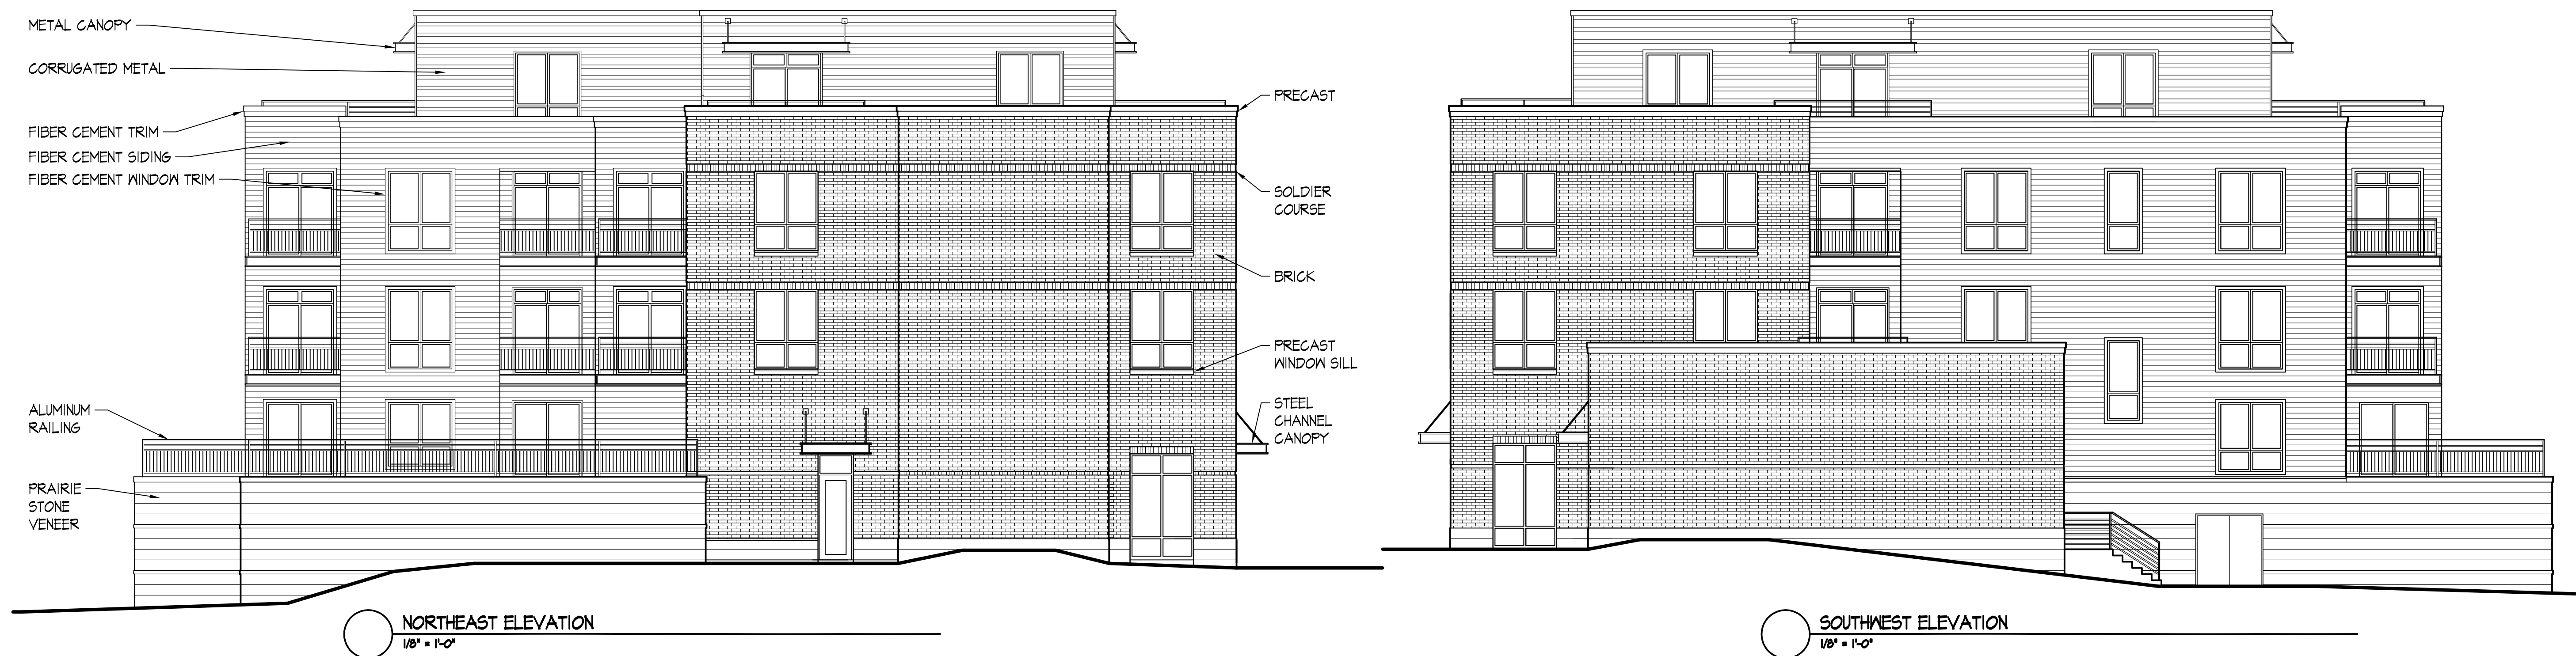 METAL CANOPY
CORRUGATED METAL
FIBER CEMENT TRIM
FIBER CEMENT SIDING
FIBER CEMENT WINDOW TRIM
ALUMINUM
RAILING
PRAIRIE
STONE
VENEER
PRECAST
SOLDIER
COURSE
BRICK
PRECAST
WINDOW SILL
STEEL
CHANNEL
CANOPY
NORTHEAST ELEVATION
1/8" = 1'-0"
SOUTHWEST ELEVATION
1/8" = 1'-0"